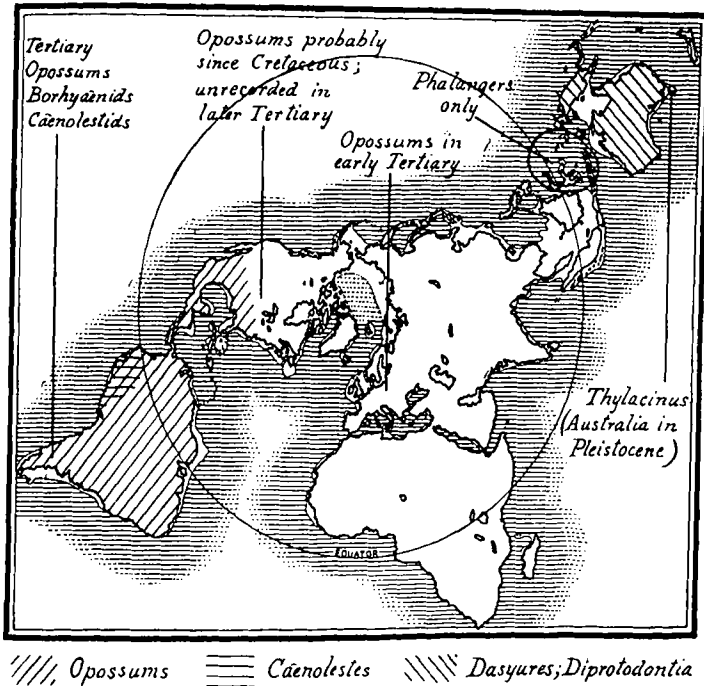 Tertiary
Opossums
Borhyaenids
Caenolestids
Opossums probably
since Cretaceous;
unrecorded in
later Tertiary
Phalangers
only
Opossums in
early Tertiary
Thylacinus
(Australia in
Pleistocene)
EQUATOR
Opossums
Caenolestes
Dasyures; Diprotodontia